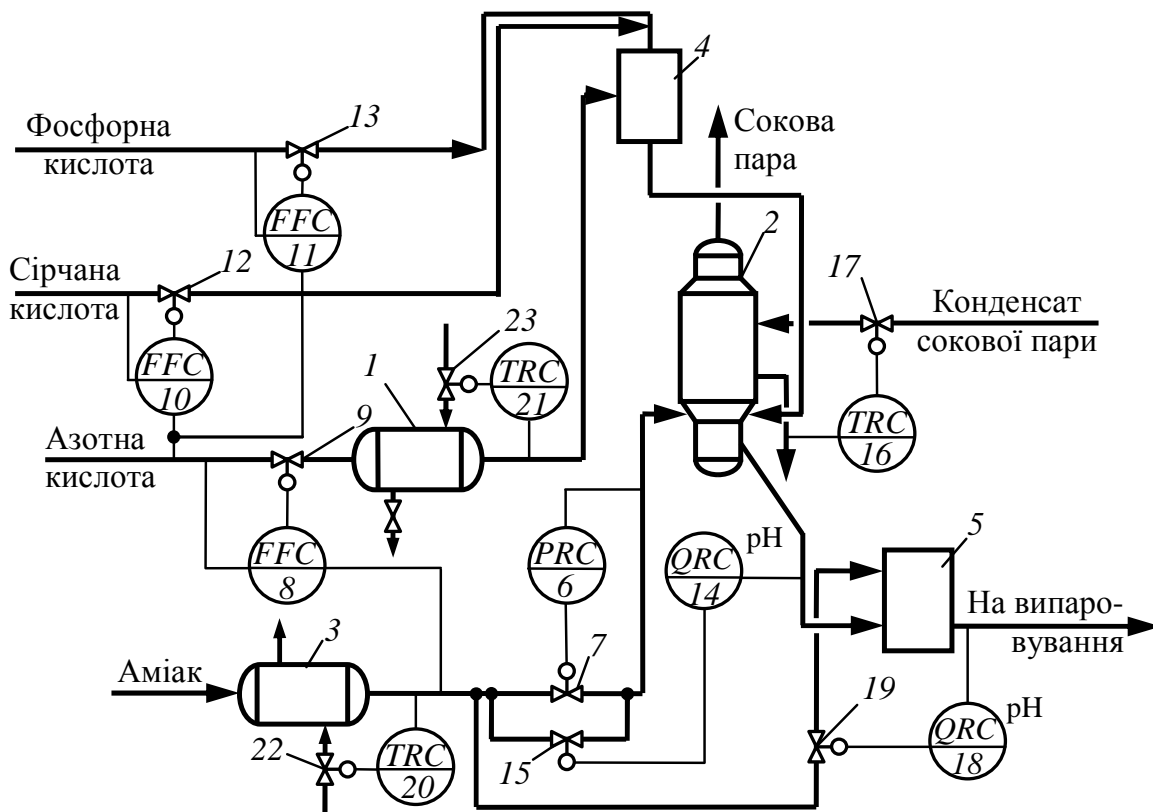 4
13
Фосфорна
кислота
Сокова
пара
FFC
11
2
12
17
Сірчана
кислота
Конденсат
сокової пари
23
FFC
10
1
TRC
21
9
TRC
16
Азотна
кислота
FFC
8
PRC
6
QRC
14
pH
5
На випаро-
вування
3
7
Аміак
19
pH
22
TRC
20
15
QRC
18